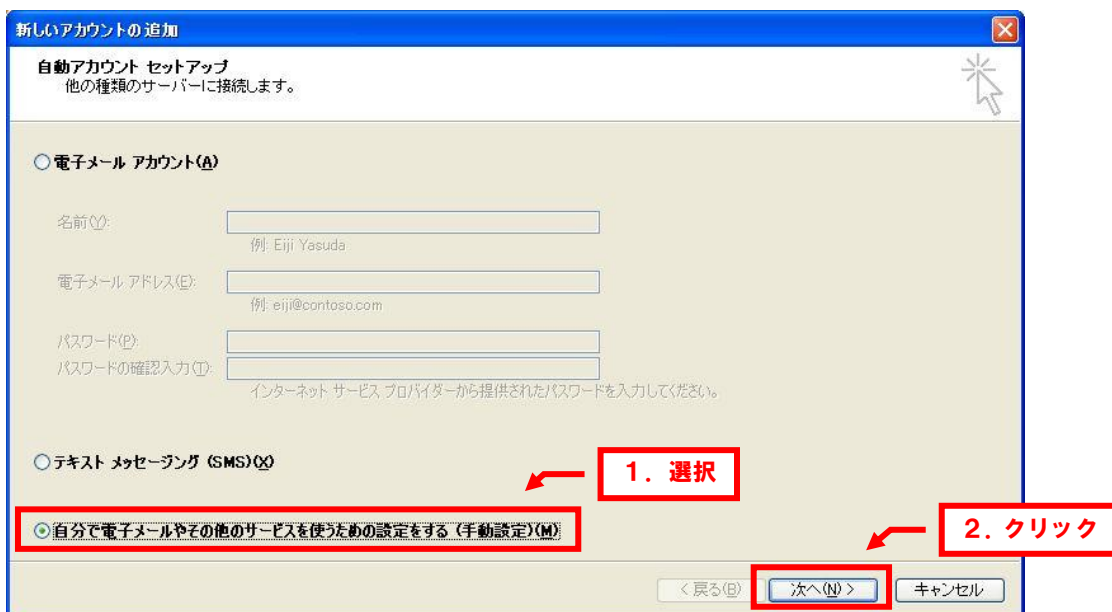 新しいアカウントの追加
自動アカウント セットアップ
他の種類のサーバーに接続します。
電子メール アカウント(A)
名前(Y):
例: Eiji Yasuda
電子メール アドレス(E):
例: eiji@contoso.com
パスワード(P):
パスワードの確認入力(T):
インターネット サービス プロバイダーから提供されたパスワードを入力してください。
テキスト メッセージング (SMS)(X)
1. 選択
自分で電子メールやその他のサービスを使うための設定をする (手動設定)(M)
2. クリック
< 戻る(B) 次へ(N) > キャンセル